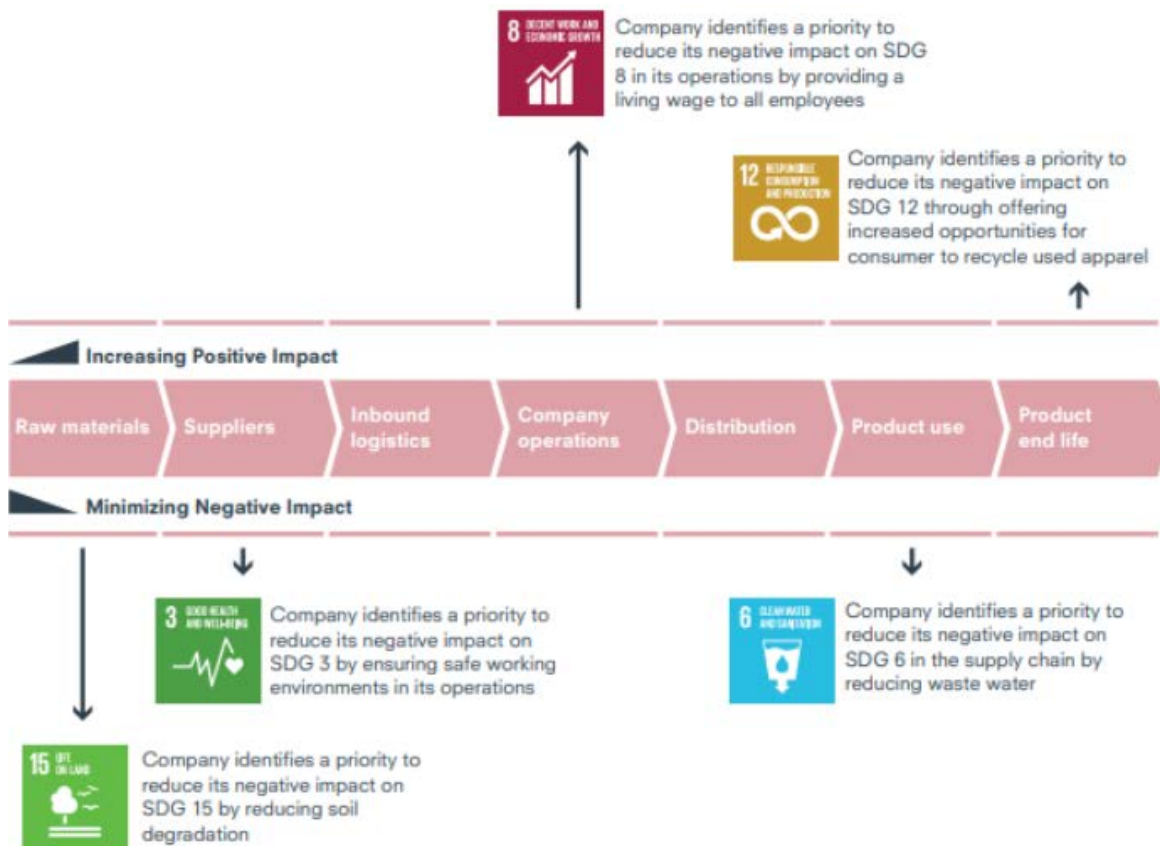 8 DECENT WORK AND
ECONOMIC GROWTH
Company identifies a priority to
reduce its negative impact on SDG
8 in its operations by providing a
living wage to all employees
12 RESPONSIBLE
CONSUMPTION
AND PRODUCTION
Company identifies a priority to
reduce its negative impact on
SDG 12 through offering
increased opportunities for
consumer to recycle used apparel
Increasing Positive Impact
Raw materials
Suppliers
Inbound
logistics
Company
operations
Distribution
Product use
Product
end life
Minimizing Negative Impact
3 GOOD HEALTH
AND WELL-BEING
Company identifies a priority to
reduce its negative impact on
SDG 3 by ensuring safe working
environments in its operations
6 CLEAN WATER
AND SANITATION
Company identifies a priority to
reduce its negative impact on
SDG 6 in the supply chain by
reducing waste water
15 LIFE
ON LAND
Company identifies a priority to
reduce its negative impact on
SDG 15 by reducing soil
degradation